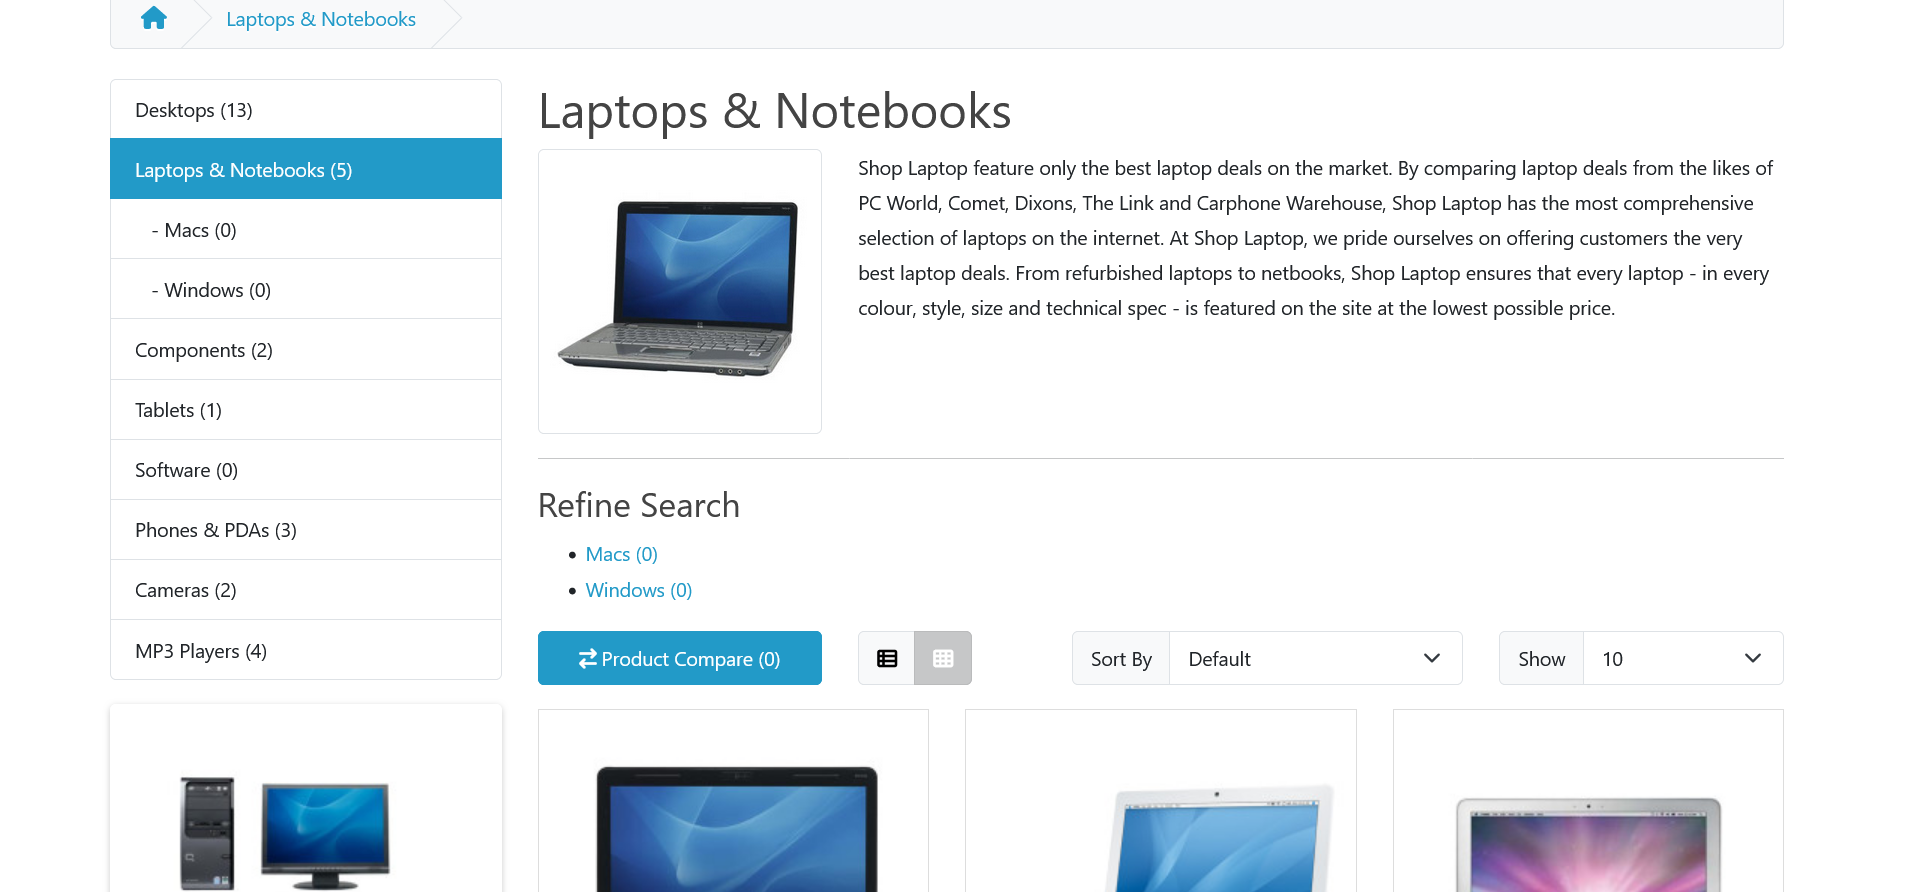 Laptops & Notebooks
Desktops (13)
Laptops & Notebooks (5)
- Macs (0)
- Windows (0)
Components (2)
Tablets (1)
Software (0)
Phones & PDAs (3)
Cameras (2)
MP3 Players (4)
Laptops & Notebooks
Shop Laptop feature only the best laptop deals on the market. By comparing laptop deals from the likes of
PC World, Comet, Dixons, The Link and Carphone Warehouse, Shop Laptop has the most comprehensive
selection of laptops on the internet. At Shop Laptop, we pride ourselves on offering customers the very
best laptop deals. From refurbished laptops to netbooks, Shop Laptop ensures that every laptop - in every
colour, style, size and technical spec - is featured on the site at the lowest possible price.
Refine Search
Macs (0)
Windows (0)
Product Compare (0)
Sort By
Default
Show
10